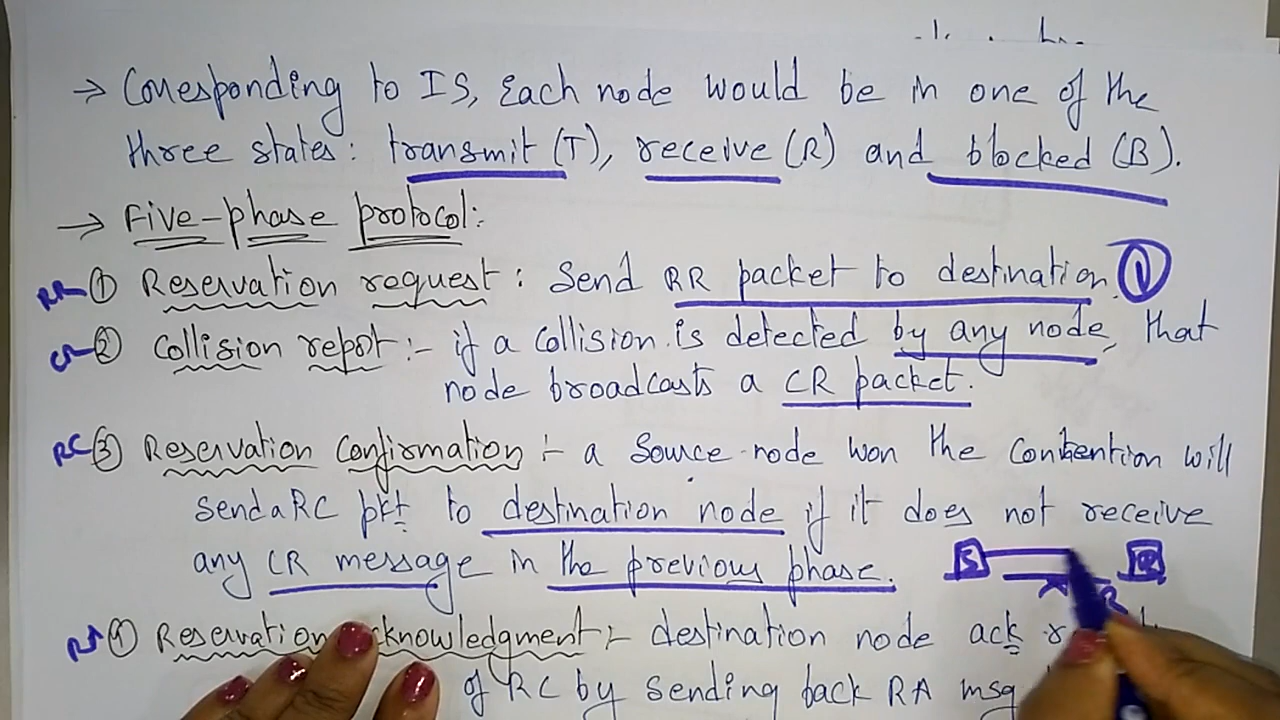 → Corresponding to IS, Each node would be in one of the
three states: transmit (T), receive (R) and blocked (B).
→ Five-phase protocol:
RR ① Reservation request: Send RR packet to destination.
CR ② Collision report:- if a Collision is detected by any node, that
node broadcasts a CR packet.
RC ③ Reservation Confirmation :- a Source node won the Contention will
send a RC pkt to destination node if it does not receive
any CR message in the previous phase. S R
④ Reservation acknowledgment:- destination node ack
of RC by sending back RA msg